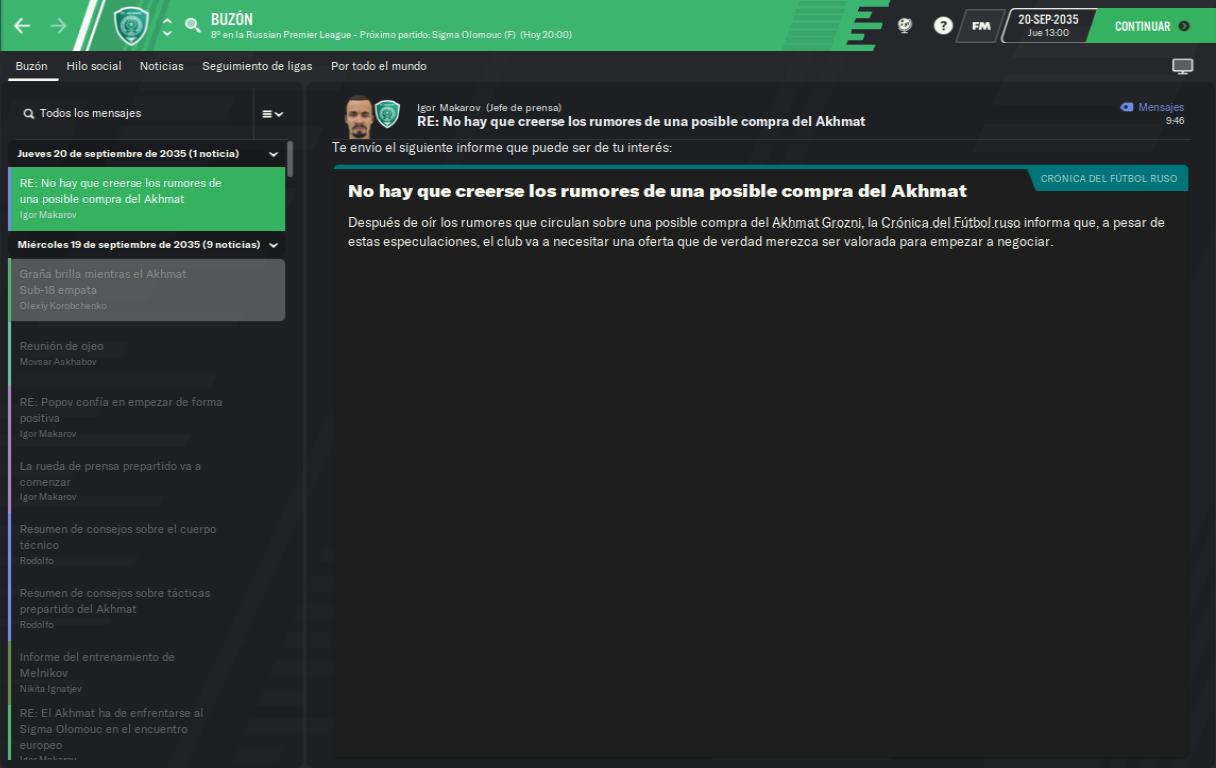 BUZÓN
8º en la Russian Premier League - Próximo partido: Sigma Olomouc (F) (Hoy 20:00)
?
FM
20-SEP-2035
Jue 13:00
CONTINUAR
Buzón
Hilo social
Noticias
Seguimiento de ligas
Por todo el mundo
Todos los mensajes
Jueves 20 de septiembre de 2035 (1 noticia)
RE: No hay que creerse los rumores de
una posible compra del Akhmat
Igor Makarov
Miércoles 19 de septiembre de 2035 (9 noticias)
Graña brilla mientras el Akhmat
Sub-18 empata
Olexiy Korobchenko
Reunión de ojeo
Movsar Askhabov
RE: Popov confía en empezar de forma
positiva
Igor Makarov
La rueda de prensa prepartido va a
comenzar
Igor Makarov
Resumen de consejos sobre el cuerpo
técnico
Rodolfo
Resumen de consejos sobre tácticas
prepartido del Akhmat
Rodolfo
Informe del entrenamiento de
Melnikov
Nikita Ignatjev
RE: El Akhmat ha de enfrentarse al
Sigma Olomouc en el encuentro
europeo
Igor Makarov
Igor Makarov (Jefe de prensa)
RE: No hay que creerse los rumores de una posible compra del Akhmat
Mensajes
9:46
Te envío el siguiente informe que puede ser de tu interés:
CRÓNICA DEL FÚTBOL RUSO
No hay que creerse los rumores de una posible compra del Akhmat
Después de oír los rumores que circulan sobre una posible compra del Akhmat Grozni, la Crónica del Fútbol ruso informa que, a pesar de
estas especulaciones, el club va a necesitar una oferta que de verdad merezca ser valorada para empezar a negociar.